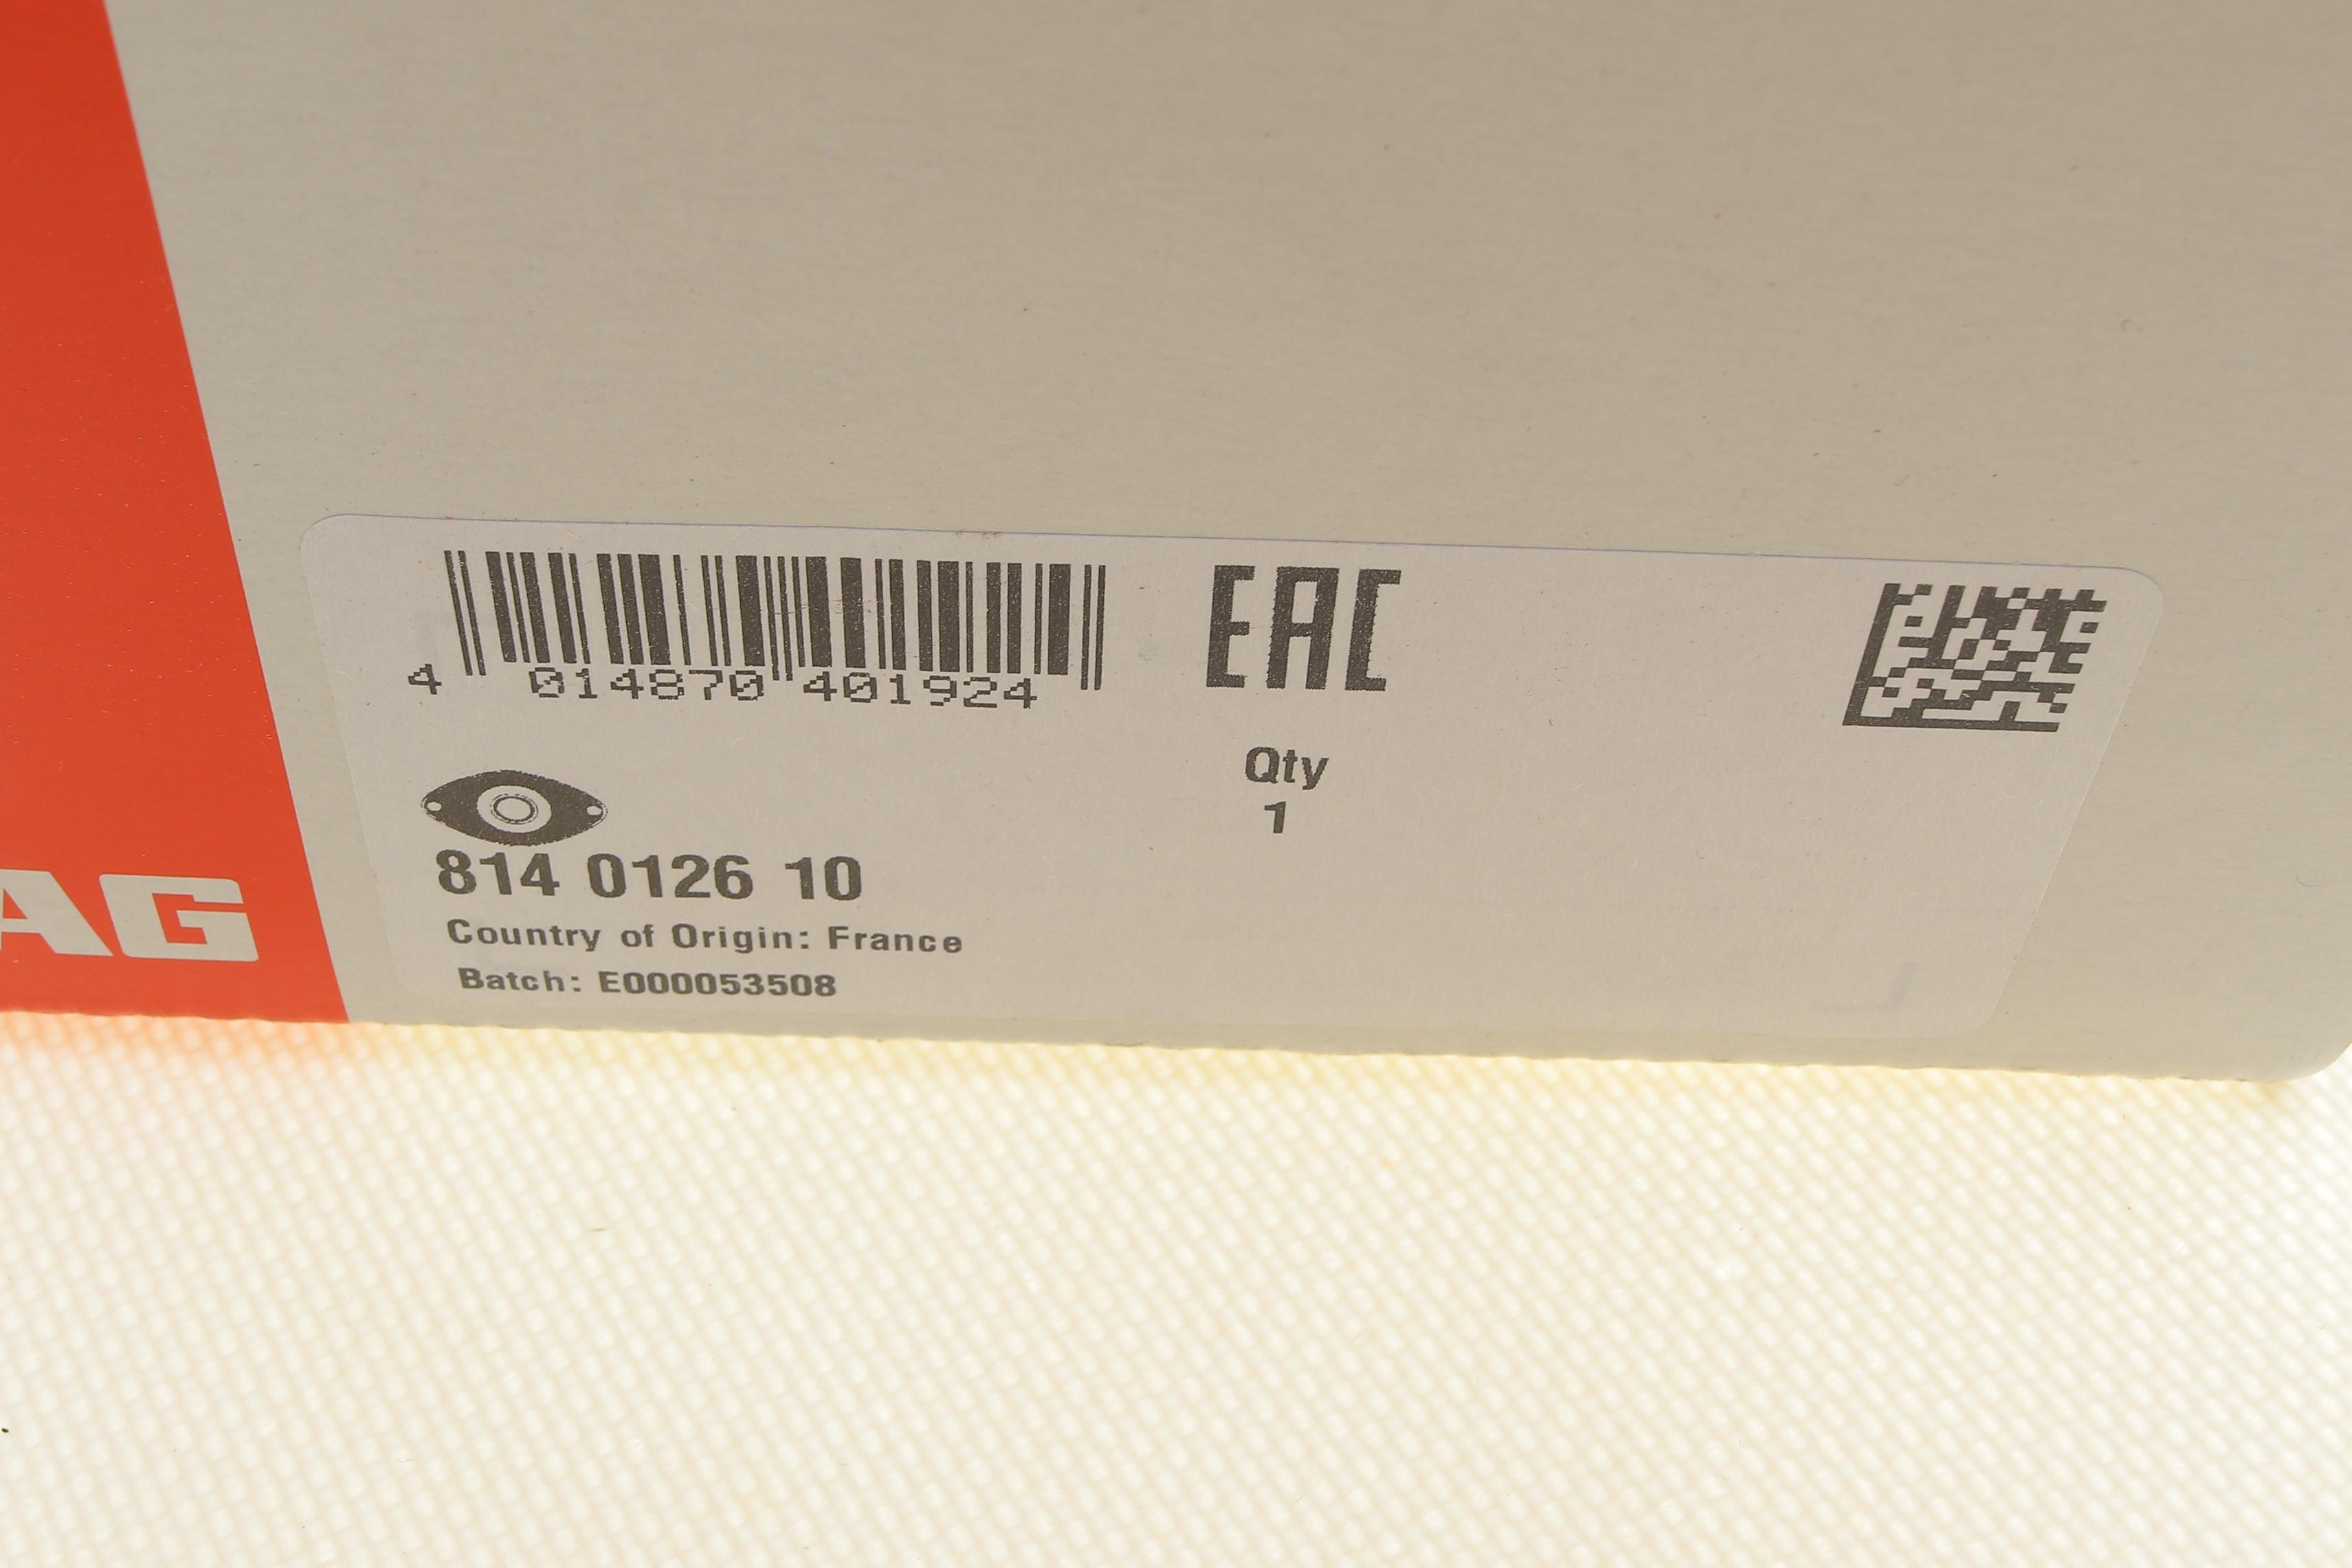 4 014870 401924
EAC
Qty
1
814 0126 10
Country of Origin: France
Batch: E000053508
AG